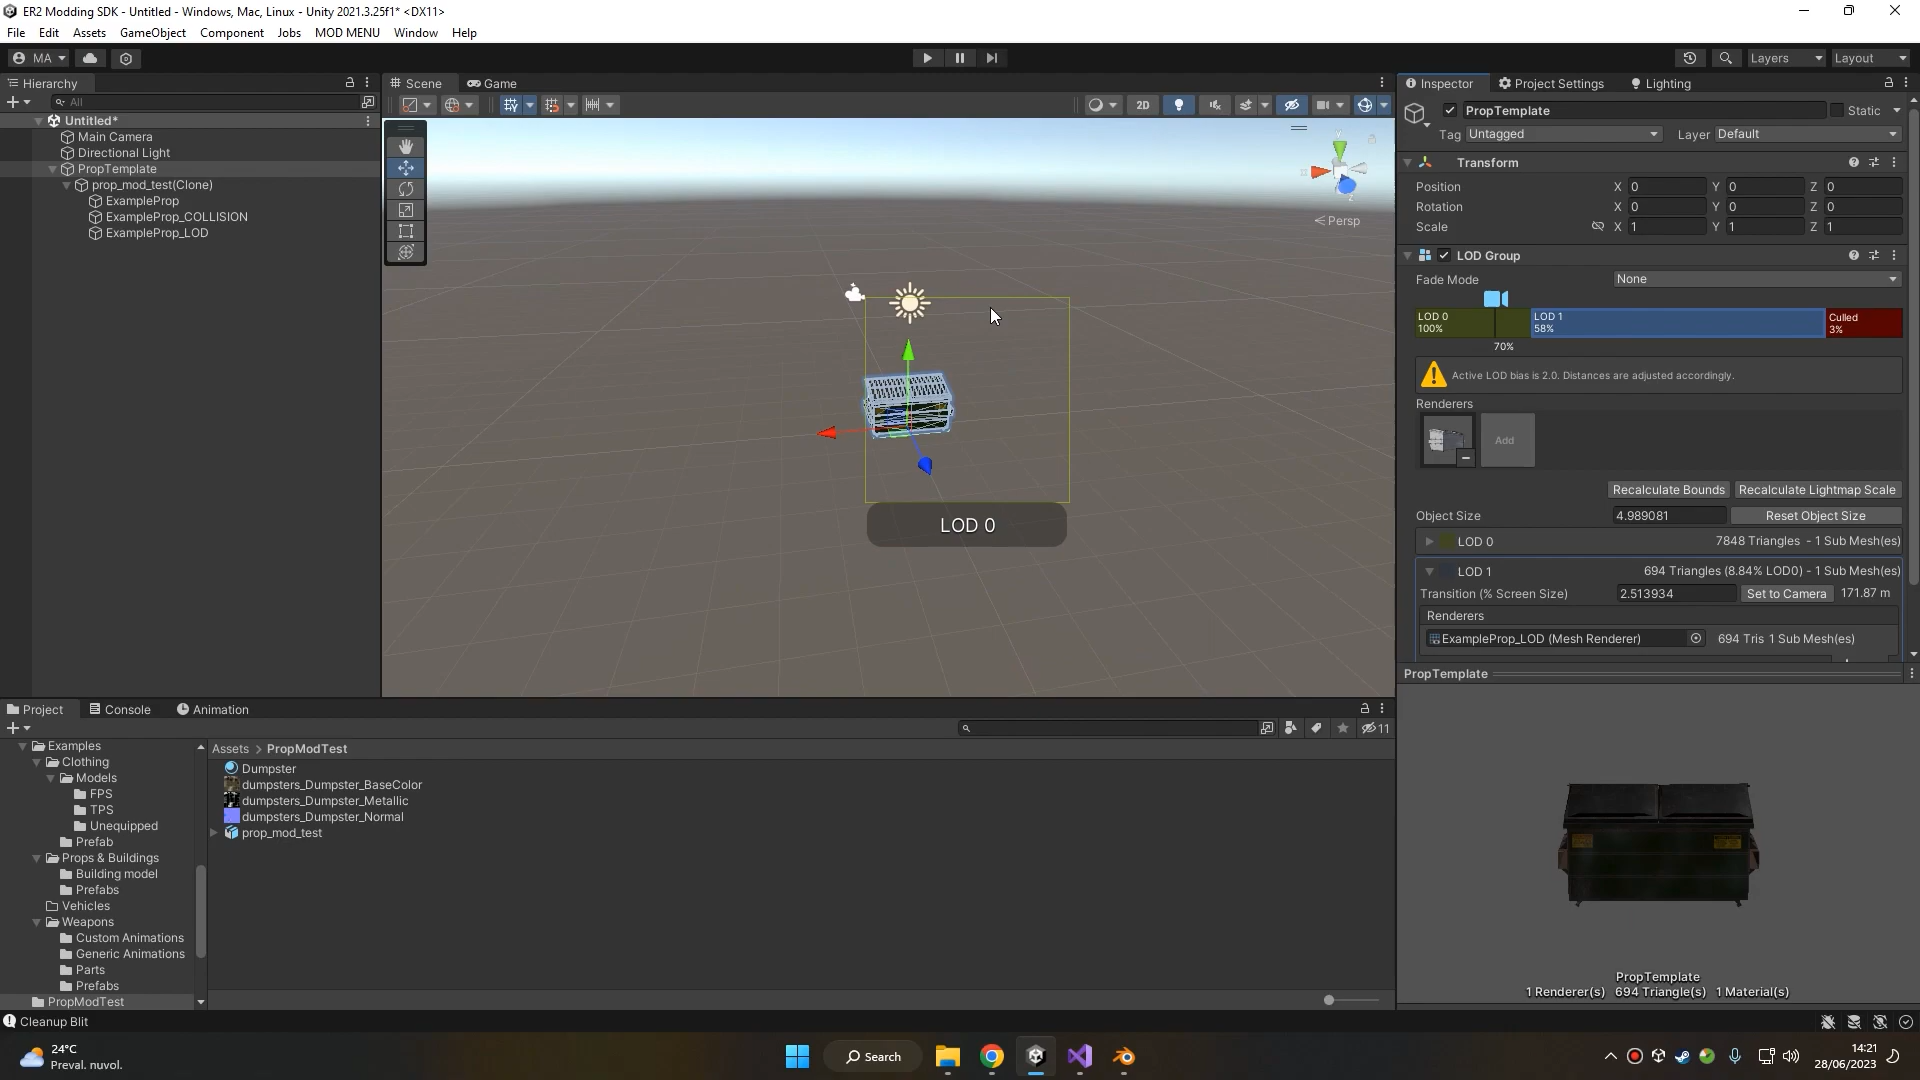 ER2 Modding SDK - Untitled - Windows, Mac, Linux - Unity 2021.3.25f1* <DX11>
File Edit Assets GameObject Component Jobs MOD MENU Window Help
MA
Layers
Layout
Hierarchy
All
Untitled*
Main Camera
Directional Light
PropTemplate
prop_mod_test(Clone)
ExampleProp
ExampleProp_COLLISION
ExampleProp_LOD
Scene Game
2D
Y
Z
< Persp
LOD 0
Inspector Project Settings Lighting
PropTemplate Static
Tag Untagged Layer Default
Transform
Position X 0 Y 0 Z 0
Rotation X 0 Y 0 Z 0
Scale X 1 Y 1 Z 1
LOD Group
Fade Mode None
LOD 0
100%
LOD 1
58%
Culled
3%
70%
Active LOD bias is 2.0. Distances are adjusted accordingly.
Renderers
Add
Recalculate Bounds Recalculate Lightmap Scale
Object Size 4.989081 Reset Object Size
LOD 0 7848 Triangles - 1 Sub Mesh(es)
LOD 1 694 Triangles (8.84% LOD0) - 1 Sub Mesh(es)
Transition (% Screen Size) 2.513934 Set to Camera 171.87 m
Renderers
ExampleProp_LOD (Mesh Renderer) 694 Tris 1 Sub Mesh(es)
PropTemplate
PropTemplate
1 Renderer(s) 694 Triangle(s) 1 Material(s)
Project Console Animation
11
Examples
Clothing
Models
FPS
TPS
Unequipped
Prefab
Props & Buildings
Building model
Prefabs
Vehicles
Weapons
Custom Animations
Generic Animations
Parts
Prefabs
PropModTest
Assets > PropModTest
Dumpster
dumpsters_Dumpster_BaseColor
dumpsters_Dumpster_Metallic
dumpsters_Dumpster_Normal
prop_mod_test
Cleanup Blit
24°C
Preval. nuvol.
Search
14:21
28/06/2023